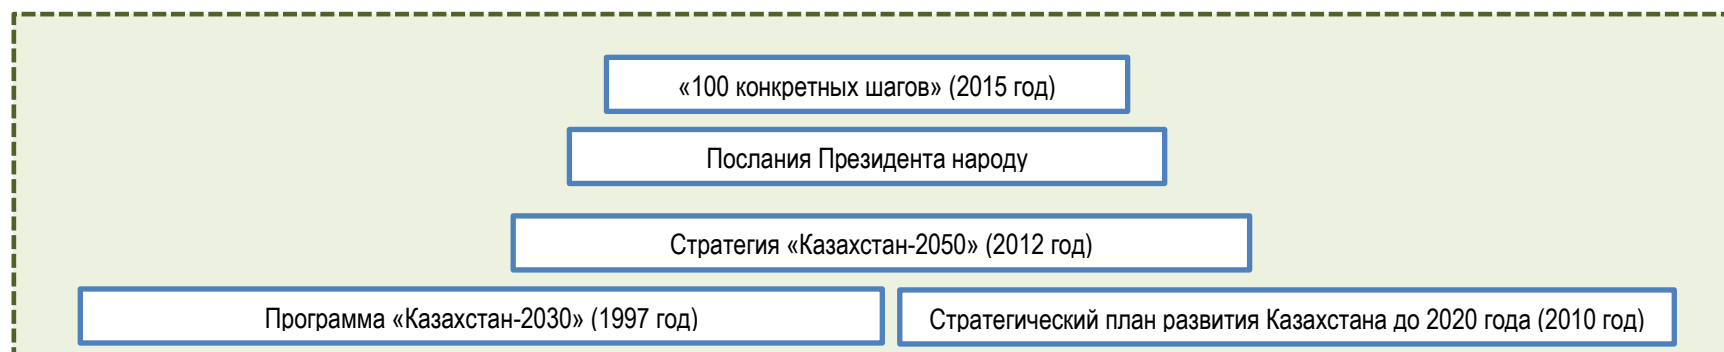 «100 конкретных шагов» (2015 год)
Послания Президента народу
Стратегия «Казахстан-2050» (2012 год)
Программа «Казахстан-2030» (1997 год)
Стратегический план развития Казахстана до 2020 года (2010 год)